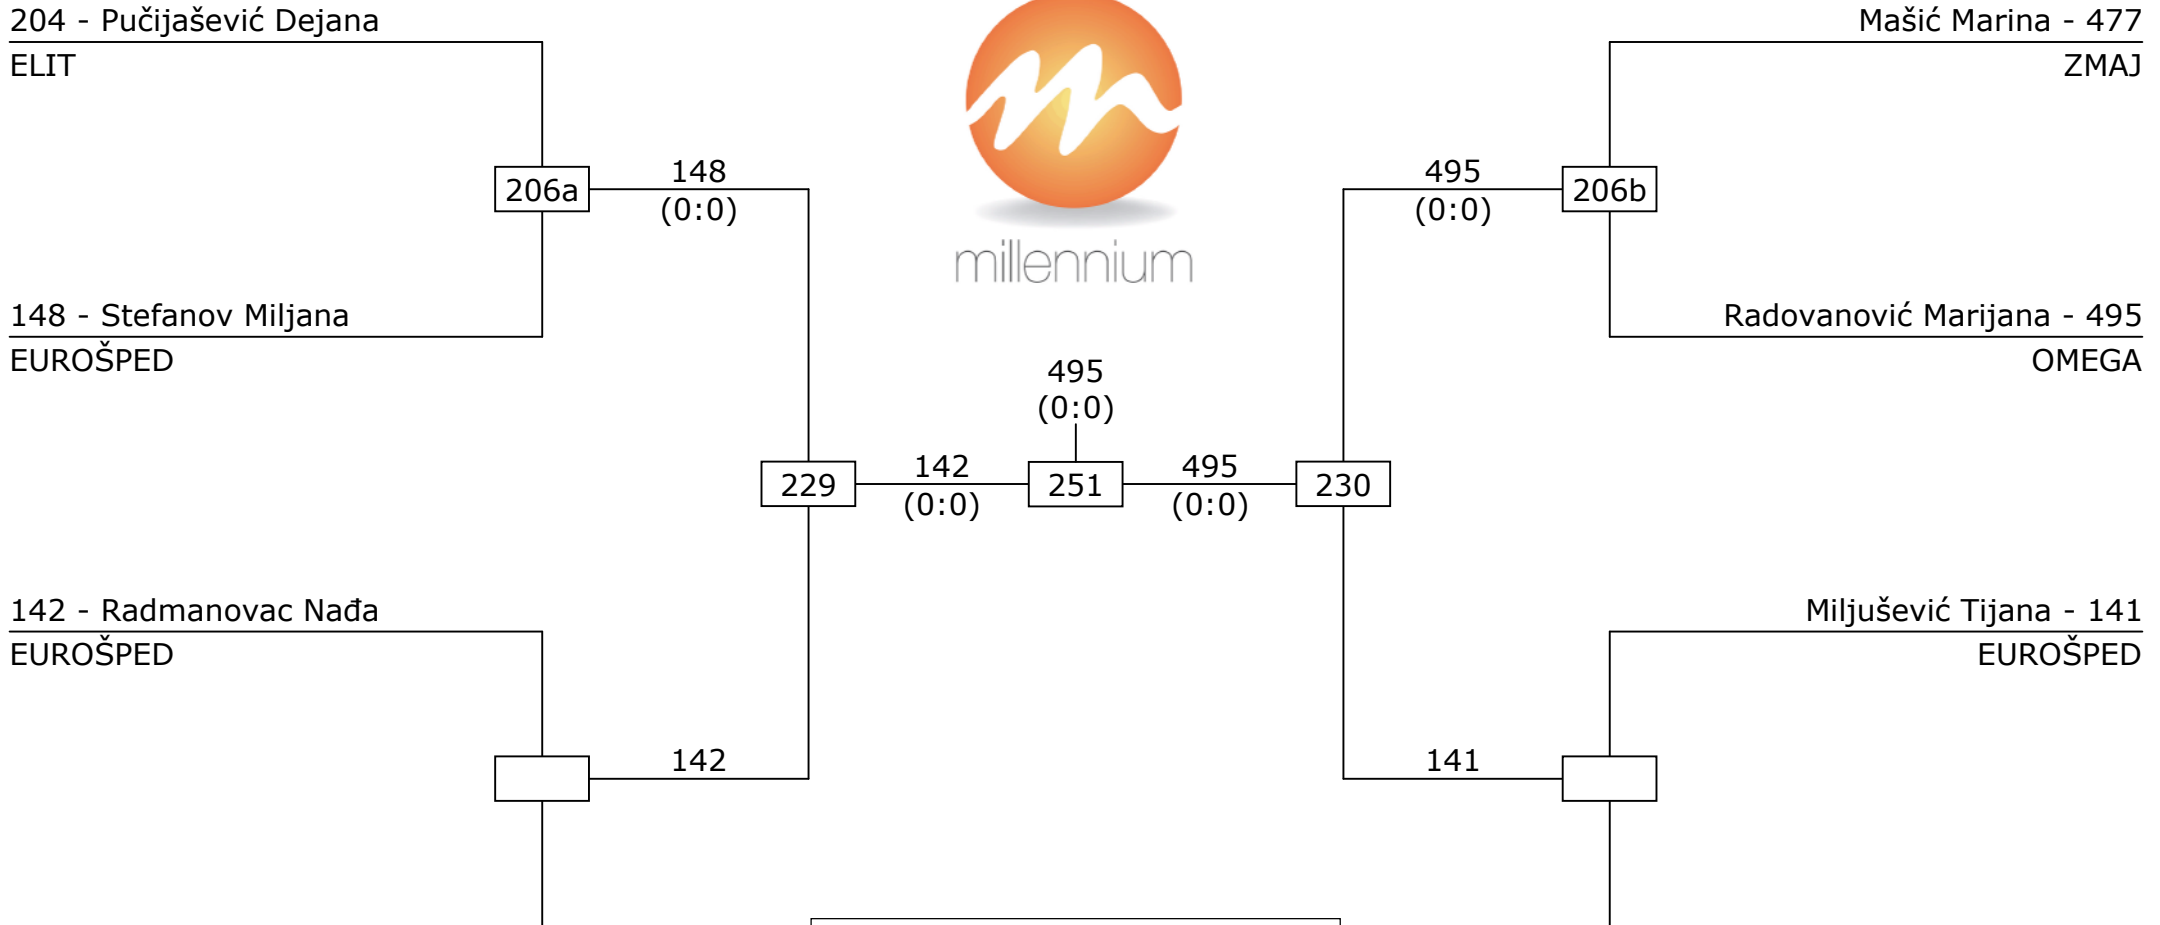 204 - Pučijašević Dejana
ELIT
Mašić Marina - 477
ZMAJ
206a
148
(0:0)
495
(0:0)
206b
millennium
148 - Stefanov Miljana
EUROŠPED
Radovanović Marijana - 495
OMEGA
495
(0:0)
229
142
(0:0)
251
495
(0:0)
230
142 - Radmanovac Nađa
EUROŠPED
Miljušević Tijana - 141
EUROŠPED
142
141